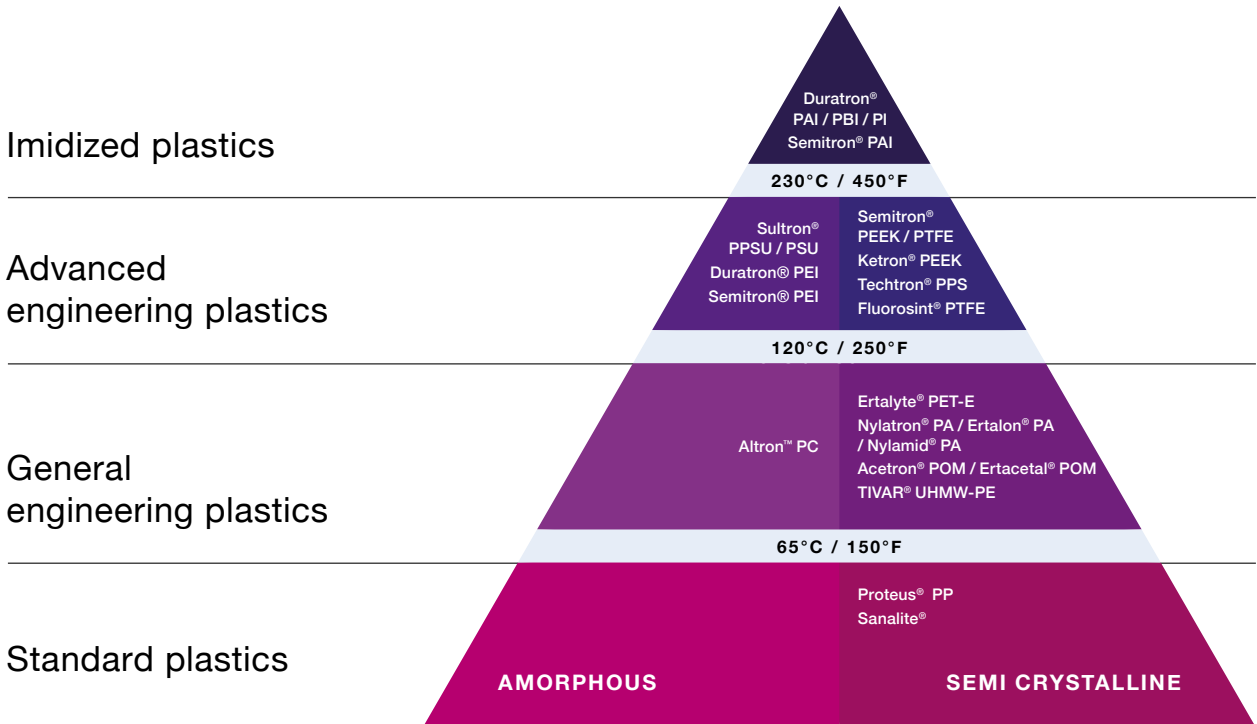 Imidized plastics
Duratron®
PAI / PBI / PI
Semitron® PAI
230°C / 450°F
Advanced
engineering plastics
Sultron®
PPSU / PSU
Duratron® PEI
Semitron® PEI
Semitron®
PEEK / PTFE
Ketron® PEEK
Techtron® PPS
Fluorosint® PTFE
120°C / 250°F
General
engineering plastics
Altron™ PC
Ertalyte® PET-E
Nylatron® PA / Ertalon® PA
/ Nylamid® PA
Acetron® POM / Ertacetal® POM
TIVAR® UHMW-PE
65°C / 150°F
Standard plastics
Proteus® PP
Sanalite®
AMORPHOUS
SEMI CRYSTALLINE